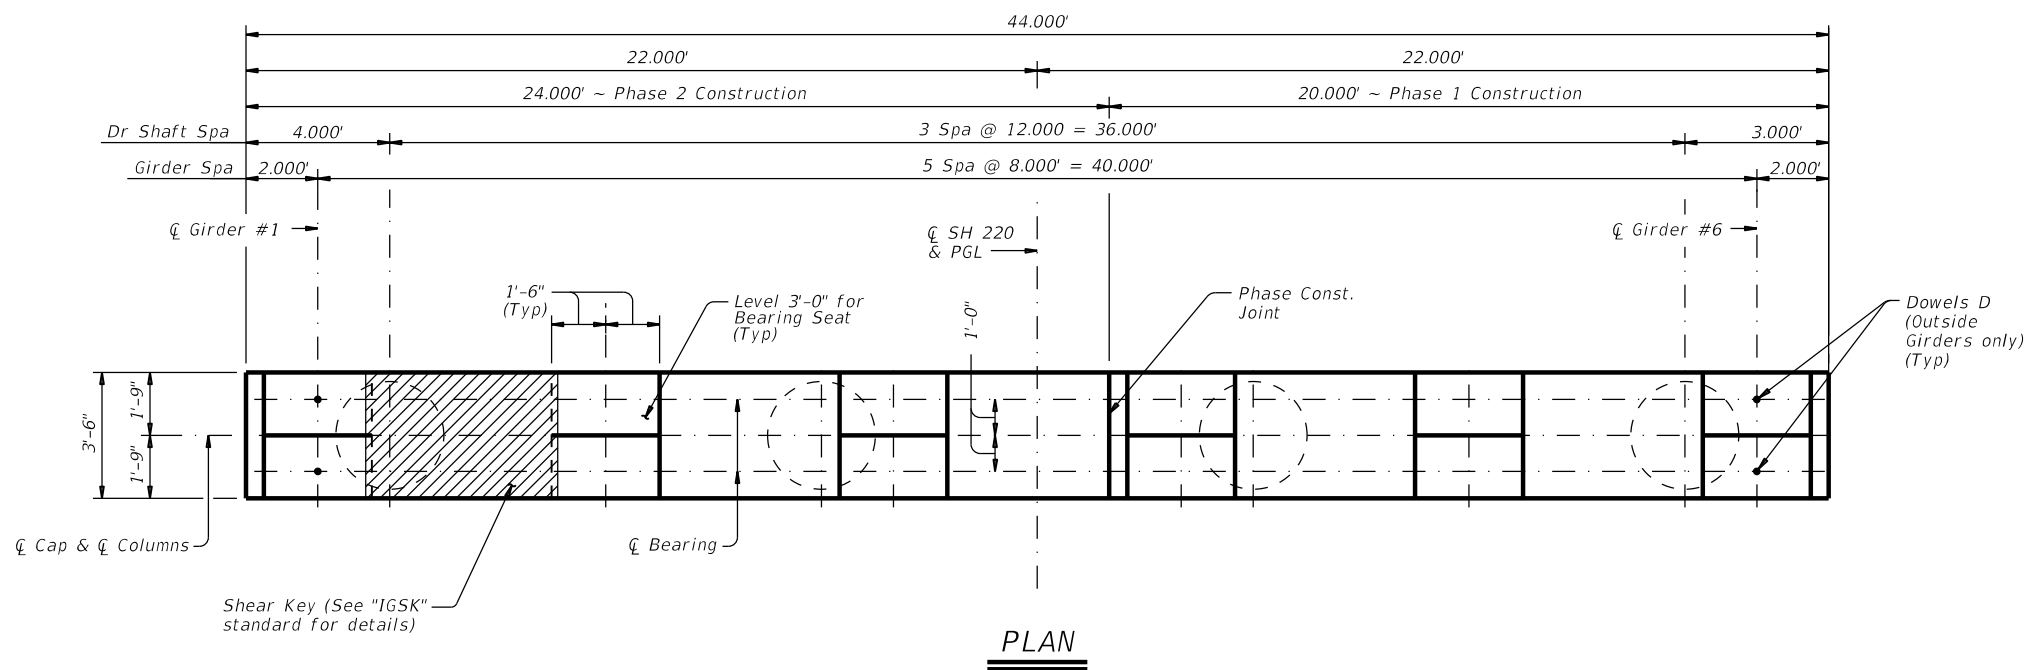 44.000'
22.000'
22.000'
24.000' ~ Phase 2 Construction
20.000' ~ Phase 1 Construction
Dr Shaft Spa
4.000'
3 Spa @ 12.000 = 36.000'
3.000'
Girder Spa
2.000'
5 Spa @ 8.000' = 40.000'
2.000'
℄ Girder #1
℄ SH 220
& PGL
℄ Girder #6
1'-6"
(Typ)
Level 3'-0" for
Bearing Seat
(Typ)
1'-0"
Phase Const.
Joint
Dowels D
(Outside
Girders only)
(Typ)
3'-6"
1'-9"
1'-9"
℄ Cap & ℄ Columns
℄ Bearing
Shear Key (See "IGSK"
standard for details)
PLAN